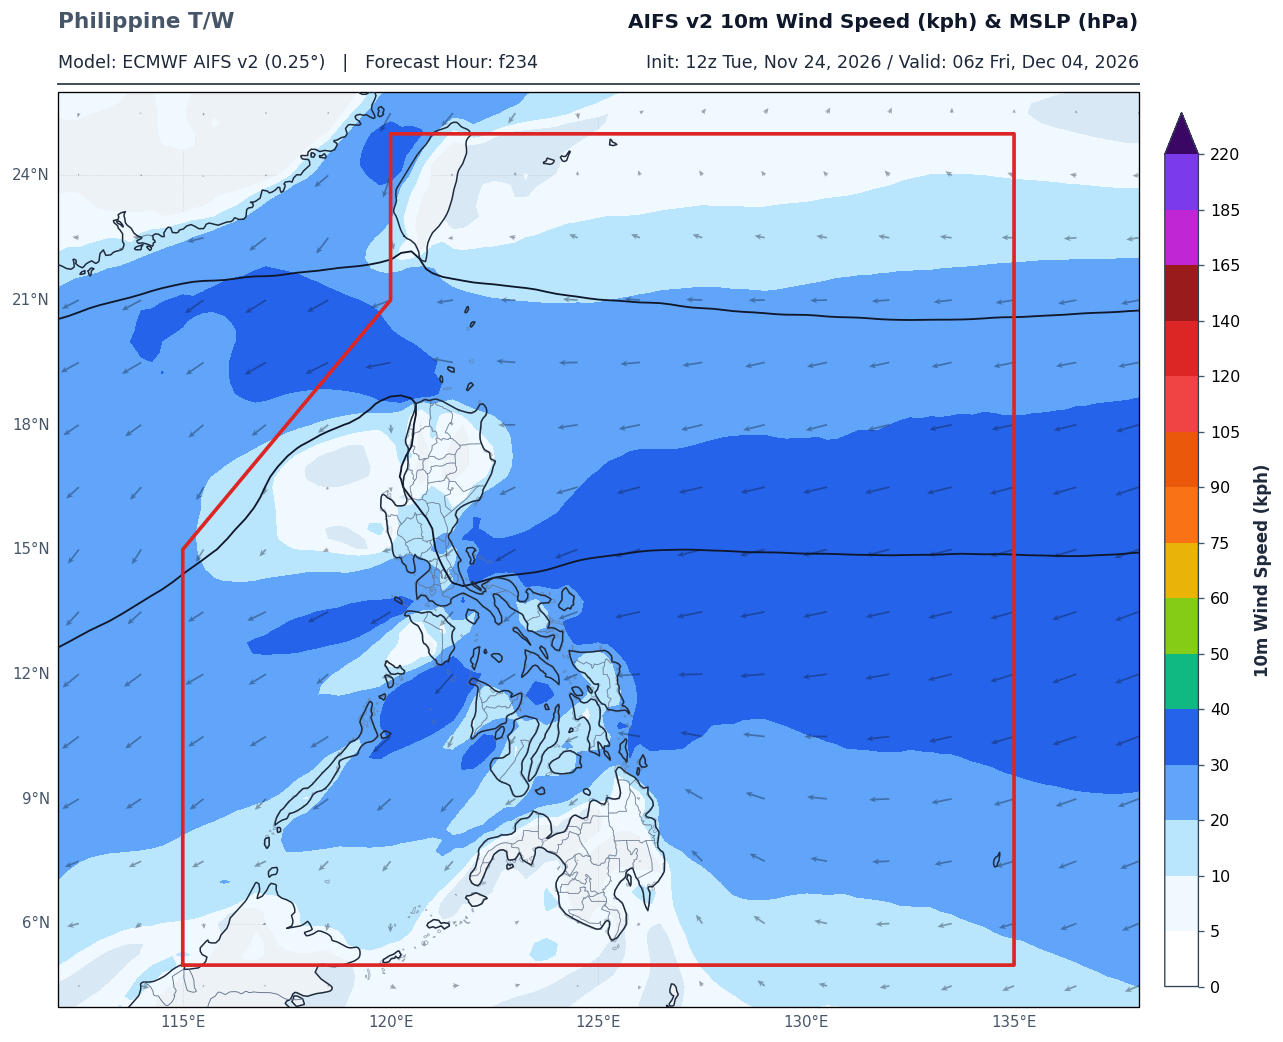 Philippine T/W
AIFS v2 10m Wind Speed (kph) & MSLP (hPa)
Model: ECMWF AIFS v2 (0.25°) | Forecast Hour: f234
Init: 12z Tue, Nov 24, 2026 / Valid: 06z Fri, Dec 04, 2026
24°N
21°N
18°N
15°N
12°N
9°N
6°N
115°E
120°E
125°E
130°E
135°E
220
185
165
140
120
105
90
75
60
50
40
30
20
10
5
0
10m Wind Speed (kph)